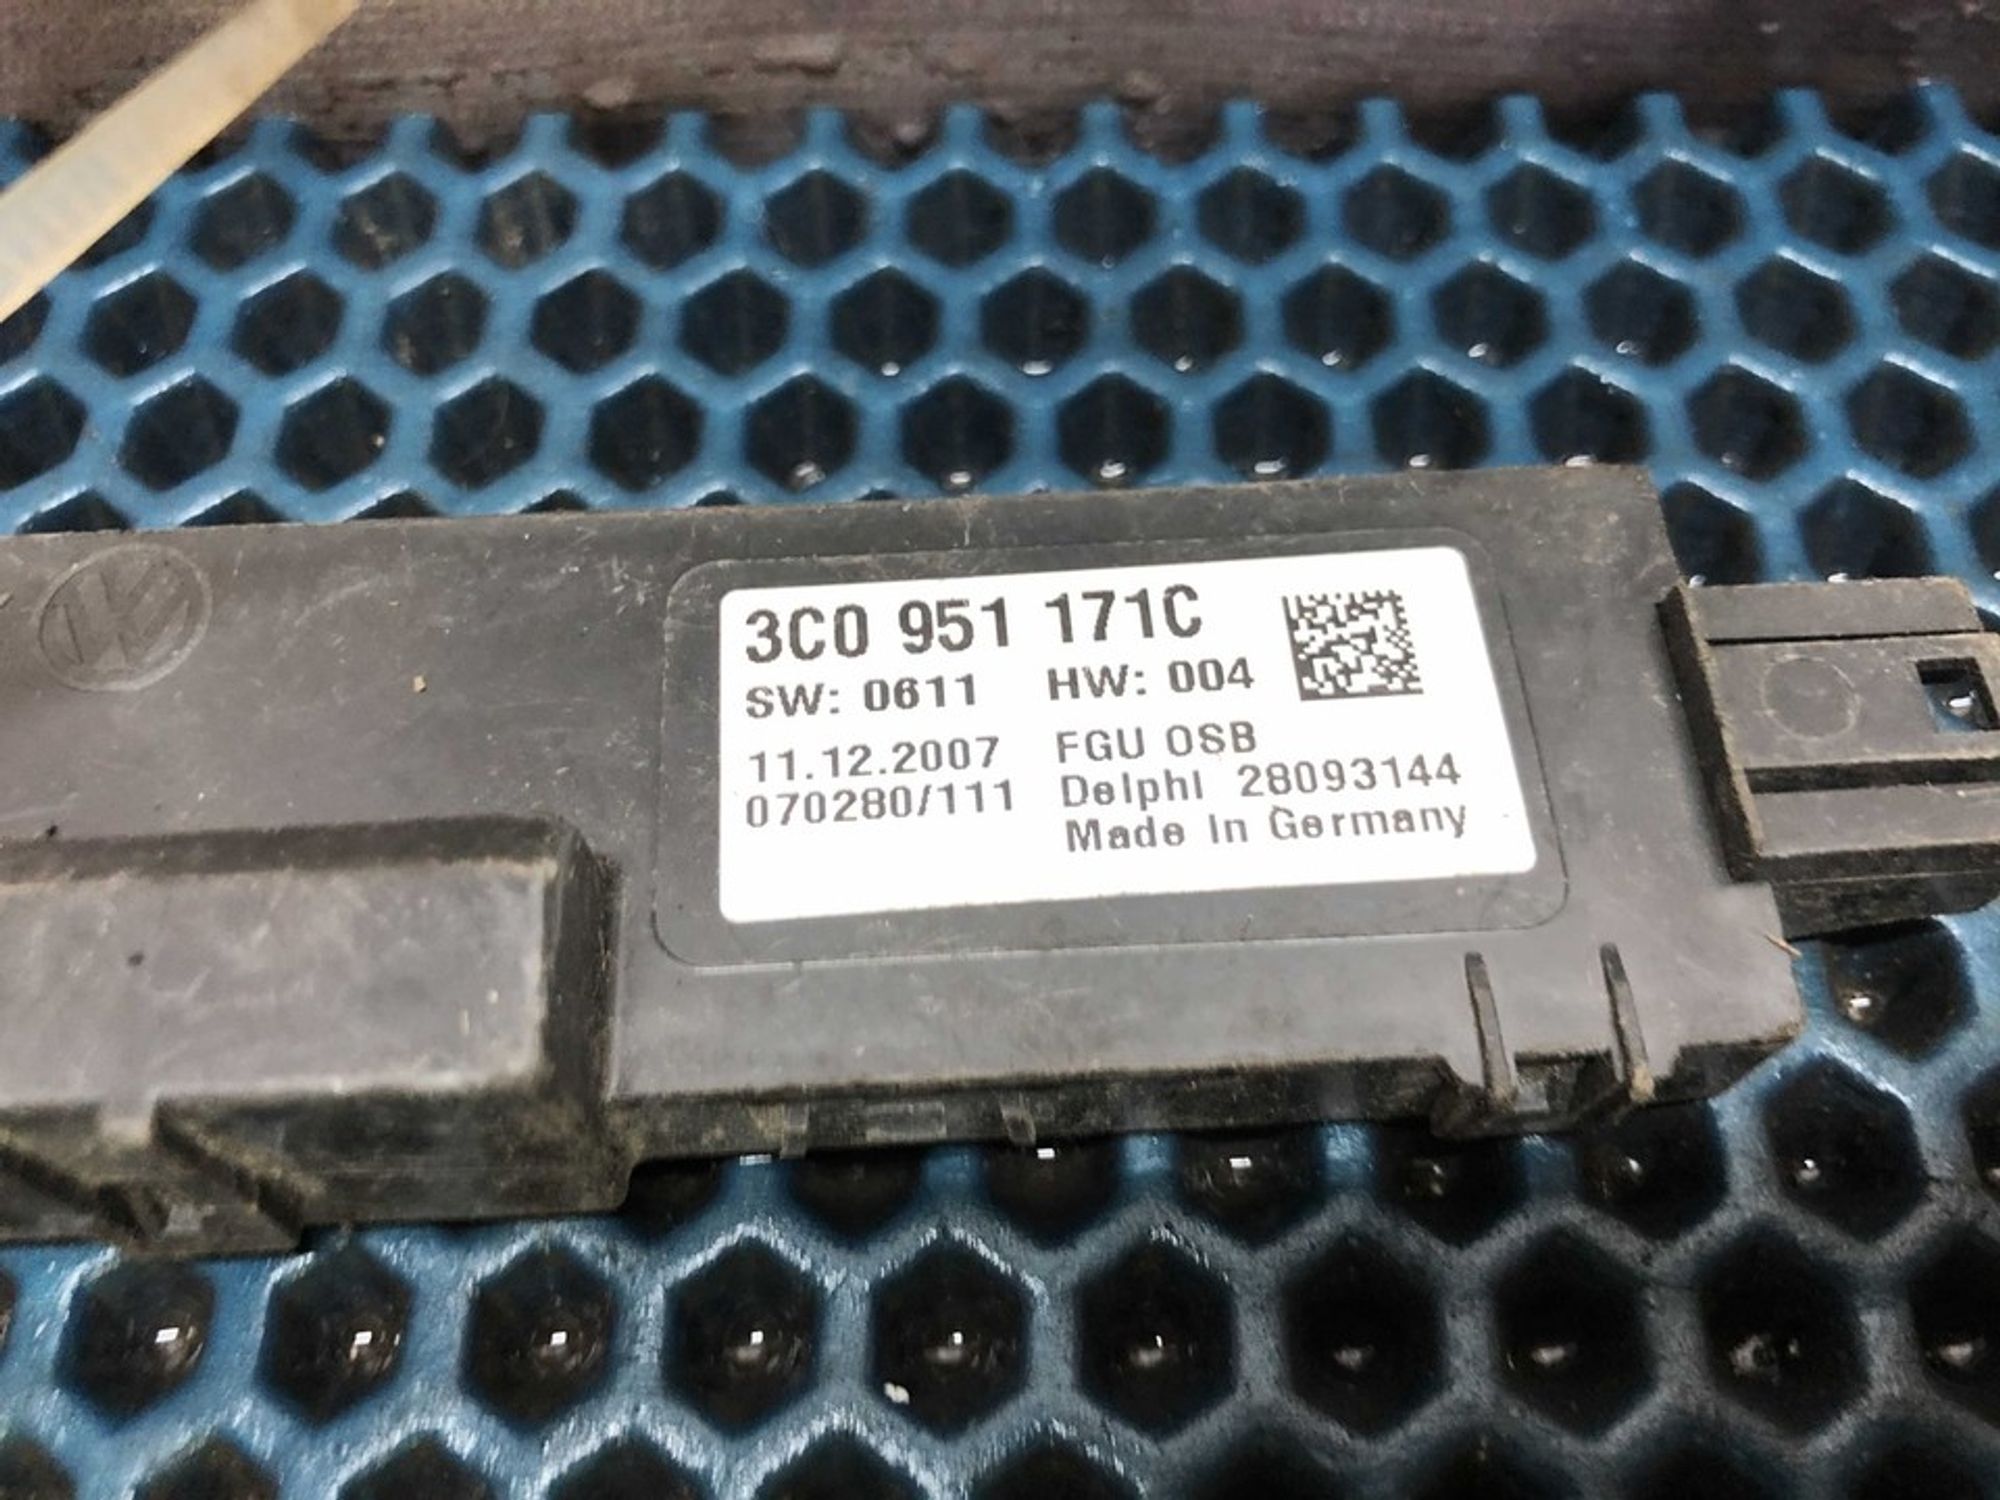 3C0 951 171C
SW: 0611 HW: 004
11.12.2007 FGU OSB
070280/111 Delphi 28093144
Made in Germany